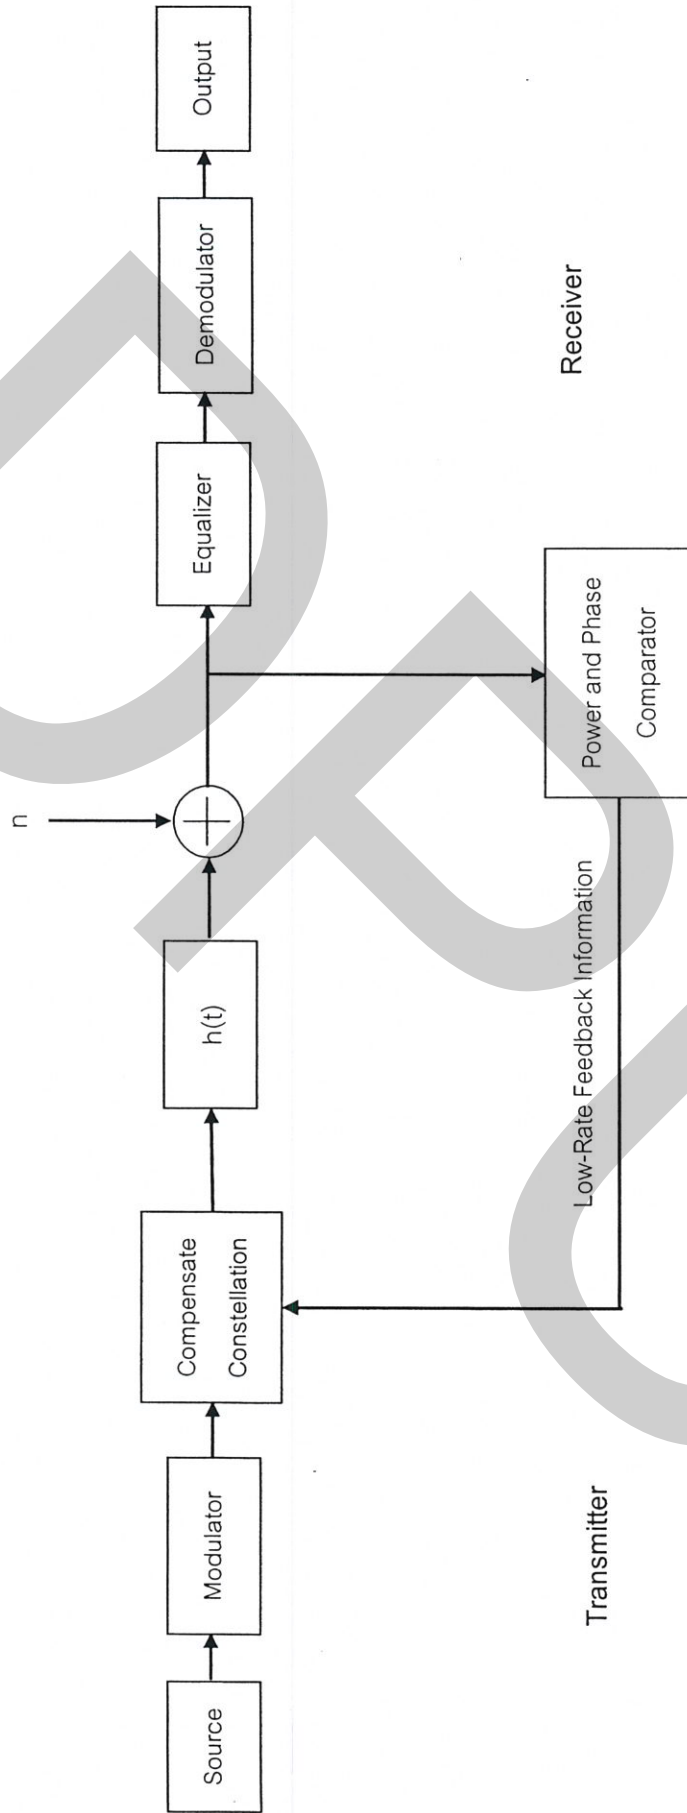 n
Source
Modulator
Compensate
Constellation
h(t)
Equalizer
Demodulator
Output
Low-Rate Feedback Information
Power and Phase
Comparator
Transmitter
Receiver